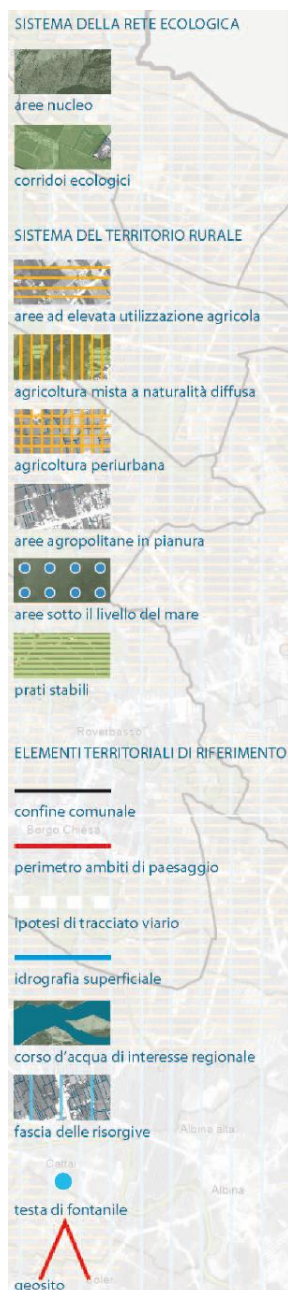 SISTEMA DELLA RETE ECOLOGICA
aree nucleo
corridoi ecologici
SISTEMA DEL TERRITORIO RURALE
aree ad elevata utilizzazione agricola
agricoltura mista a naturalità diffusa
agricoltura periurbana
aree agropolitane in pianura
aree sotto il livello del mare
prati stabili
Roverbasso
ELEMENTI TERRITORIALI DI RIFERIMENTO
confine comunale
Borgo Chiesa
perimetro ambiti di paesaggio
ipotesi di tracciato viario
idrografia superficiale
corso d'acqua di interesse regionale
fascia delle risorgive
Albina alta
Albina
testa di fontanile
geosito